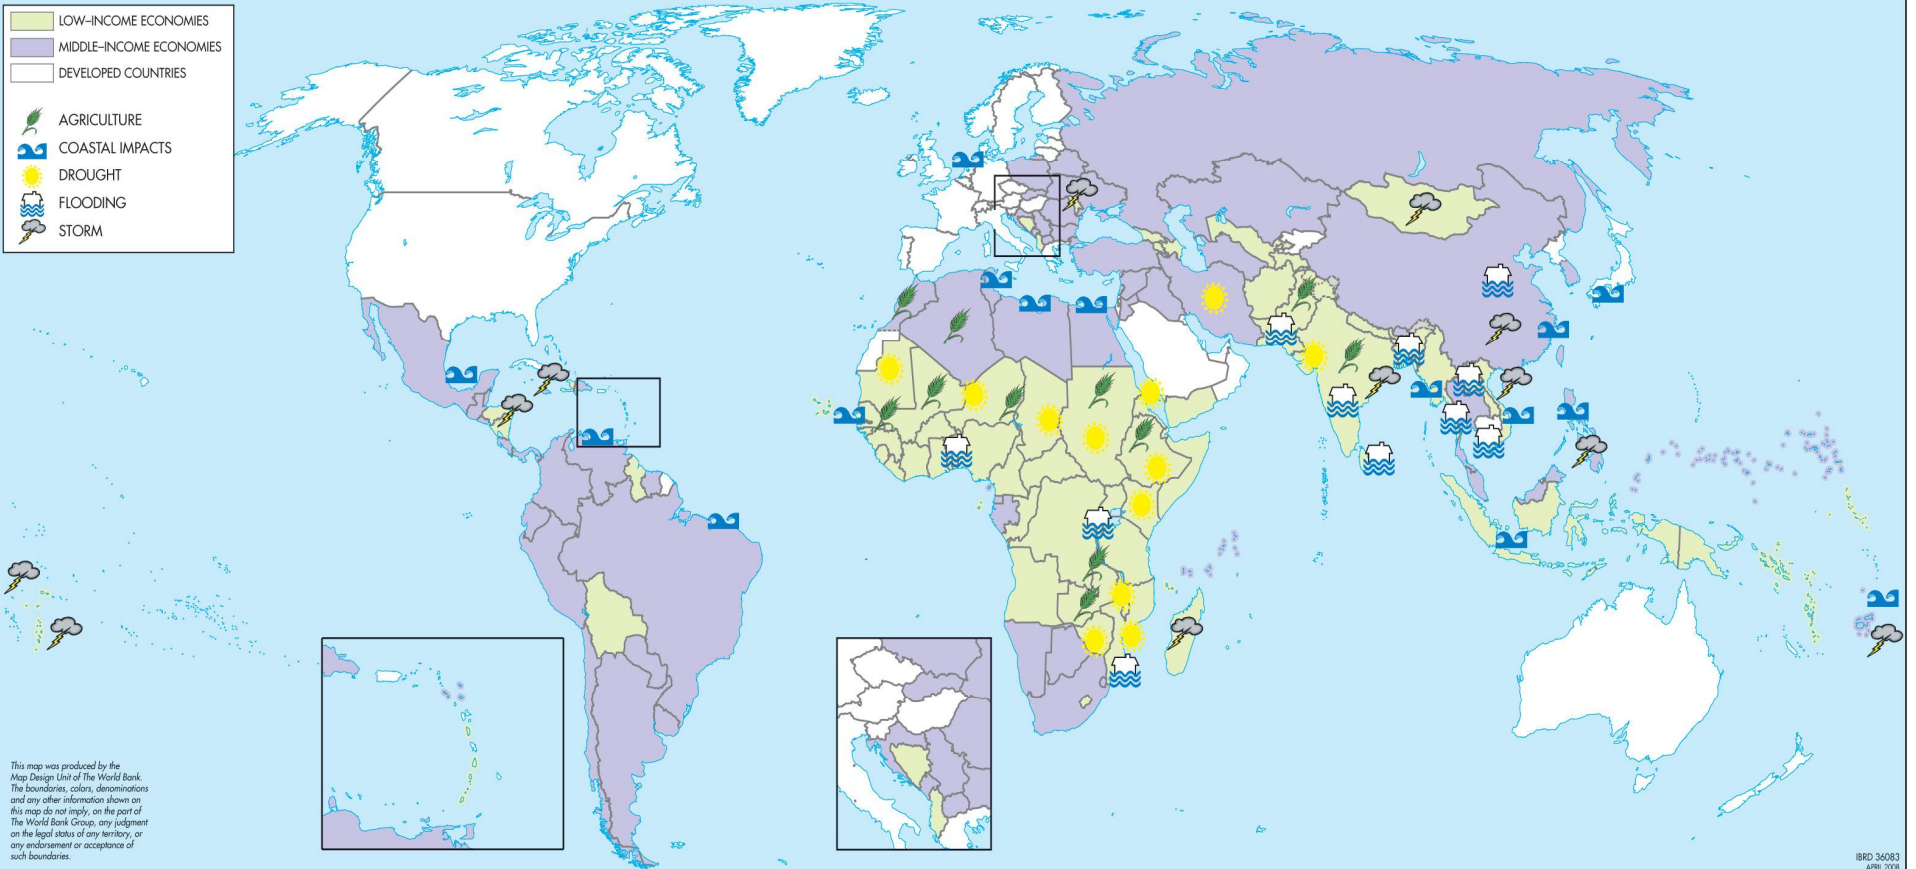 LOW–INCOME ECONOMIES
MIDDLE–INCOME ECONOMIES
DEVELOPED COUNTRIES
AGRICULTURE
COASTAL IMPACTS
DROUGHT
FLOODING
STORM
This map was produced by the
Map Design Unit of The World Bank.
The boundaries, colors, denominations
and any other information shown on
this map do not imply, on the part of
The World Bank Group, any judgment
on the legal status of any territory, or
any endorsement or acceptance of
such boundaries.
IBRD 36083
APRIL 2008